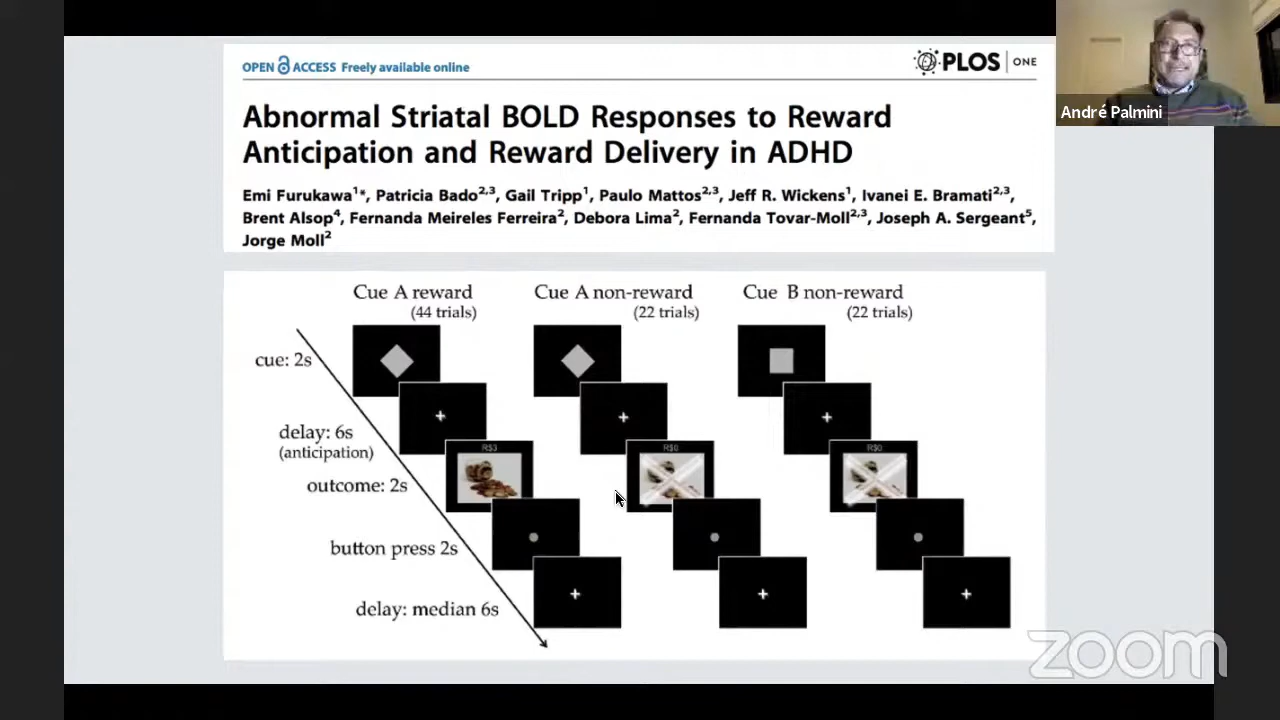 OPEN ACCESS Freely available online
PLOS ONE
André Palmini
Abnormal Striatal BOLD Responses to Reward
Anticipation and Reward Delivery in ADHD
Emi Furukawa1*, Patricia Bado2,3, Gail Tripp1, Paulo Mattos2,3, Jeff R. Wickens1, Ivanei E. Bramati2,3,
Brent Alsop4, Fernanda Meireles Ferreira2, Debora Lima2, Fernanda Tovar-Moll2,3, Joseph A. Sergeant5,
Jorge Moll2
Cue A reward
(44 trials)
Cue A non-reward
(22 trials)
Cue B non-reward
(22 trials)
cue: 2s
delay: 6s
(anticipation)
R$3
R$0
R$0
outcome: 2s
button press 2s
delay: median 6s
zoom